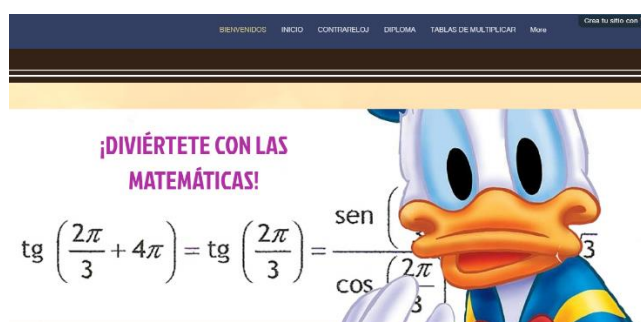 BIENVENIDOS INICIO CONTRARELOJ DIPLOMA TABLAS DE MULTIPLICAR More
Crea tu sitio con
¡DIVIÉRTETE CON LAS
MATEMÁTICAS!
tg (2π/3 + 4π) = tg (2π/3) = sen ( / cos (2π/3) √3